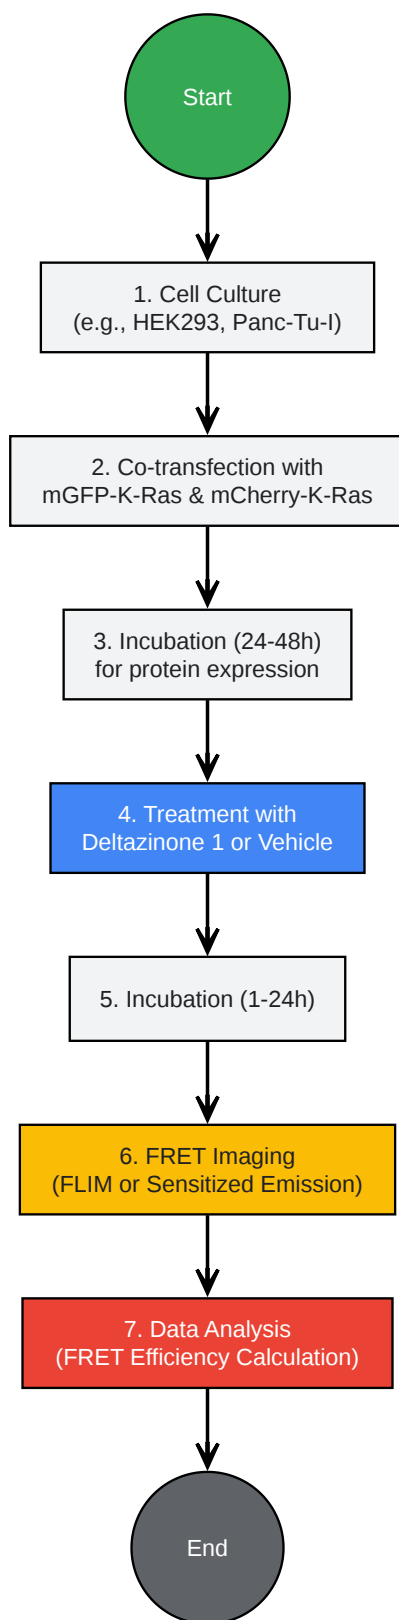 Start
1. Cell Culture
(e.g., HEK293, Panc-Tu-I)
2. Co-transfection with
mGFP-K-Ras & mCherry-K-Ras
3. Incubation (24-48h)
for protein expression
4. Treatment with
Deltazinone 1 or Vehicle
5. Incubation (1-24h)
6. FRET Imaging
(FLIM or Sensitized Emission)
7. Data Analysis
(FRET Efficiency Calculation)
End